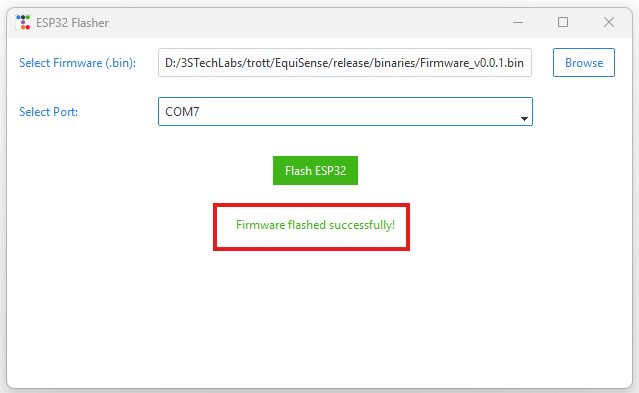 ESP32 Flasher
Select Firmware (.bin): D:/3STechLabs/trott/EquiSense/release/binaries/Firmware_v0.0.1.bin Browse
Select Port: COM7
Flash ESP32
Firmware flashed successfully!